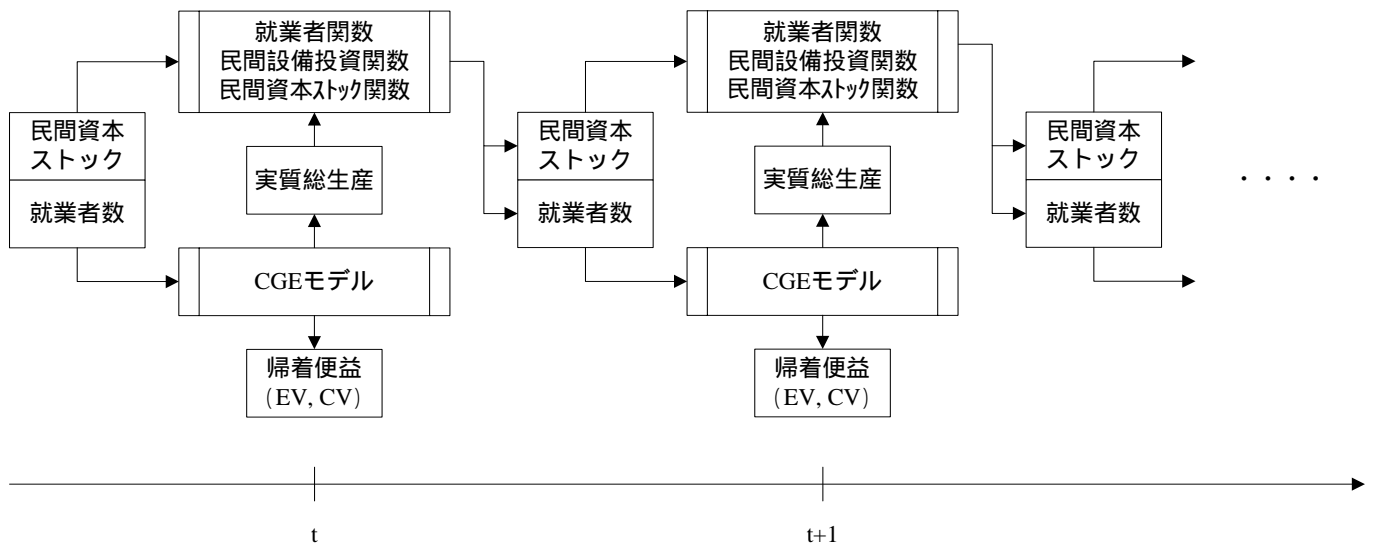 民間資本
ストック
就業者数
就業者関数
民間設備投資関数
民間資本ｽﾄｯｸ関数
実質総生産
CGEモデル
帰着便益
(EV, CV)
民間資本
ストック
就業者数
就業者関数
民間設備投資関数
民間資本ｽﾄｯｸ関数
実質総生産
CGEモデル
帰着便益
(EV, CV)
民間資本
ストック
就業者数
・・・・
t
t+1